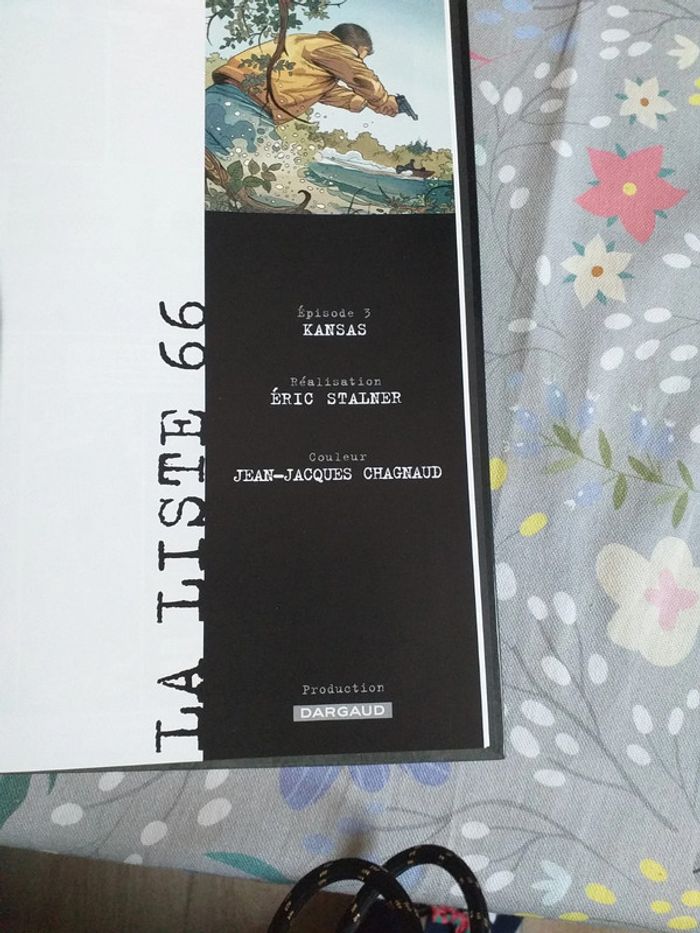 LA LISTE 66
Épisode 3
KANSAS
Réalisation
ÉRIC STALNER
Couleur
JEAN-JACQUES CHAGNAUD
Production
DARGAUD